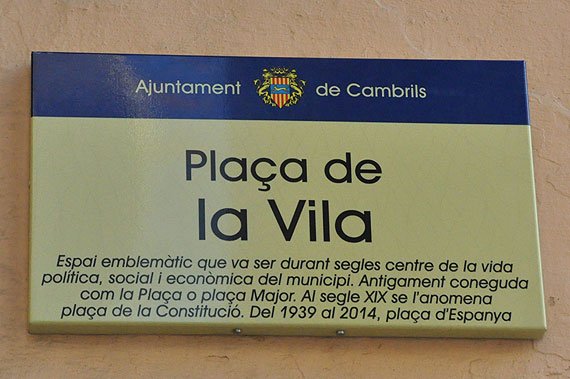 Ajuntament de Cambrils
Plaça de
la Vila
Espai emblemàtic que va ser durant segles centre de la vida
política, social i econòmica del municipi. Antigament coneguda
com la Plaça o plaça Major. Al segle XIX se l'anomena
plaça de la Constitució. Del 1939 al 2014, plaça d'Espanya